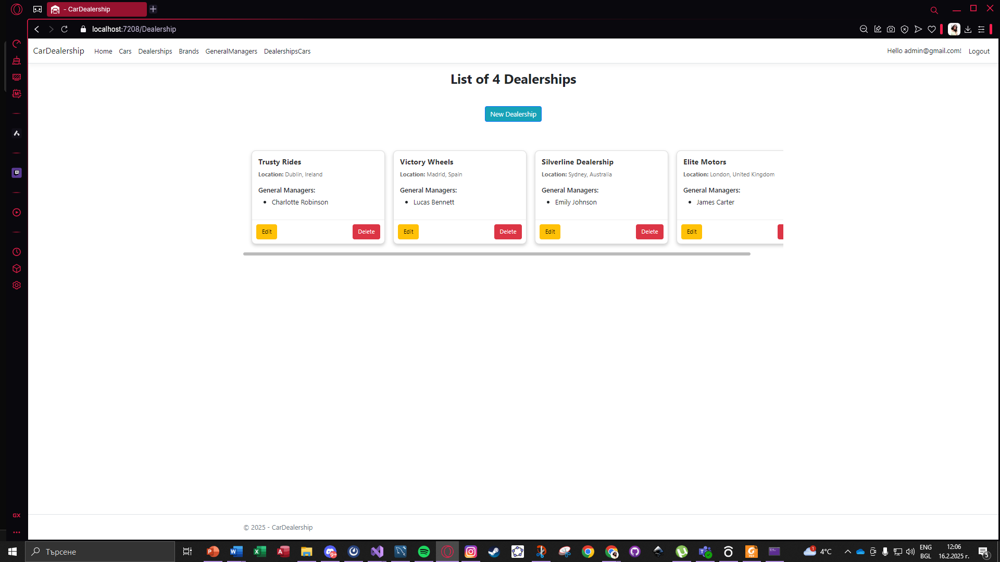 - CarDealership
localhost:7208/Dealership
CarDealership Home Cars Dealerships Brands GeneralManagers DealershipsCars Hello admin@gmail.com! Logout
List of 4 Dealerships
New Dealership
Trusty Rides
Location: Dublin, Ireland
General Managers:
• Charlotte Robinson
Edit Delete
Victory Wheels
Location: Madrid, Spain
General Managers:
• Lucas Bennett
Edit Delete
Silverline Dealership
Location: Sydney, Australia
General Managers:
• Emily Johnson
Edit Delete
Elite Motors
Location: London, United Kingdom
General Managers:
• James Carter
Edit
GX
© 2025 - CarDealership
Търсене
4°C
ENG
BGL
12:06
16.2.2025 г.
5